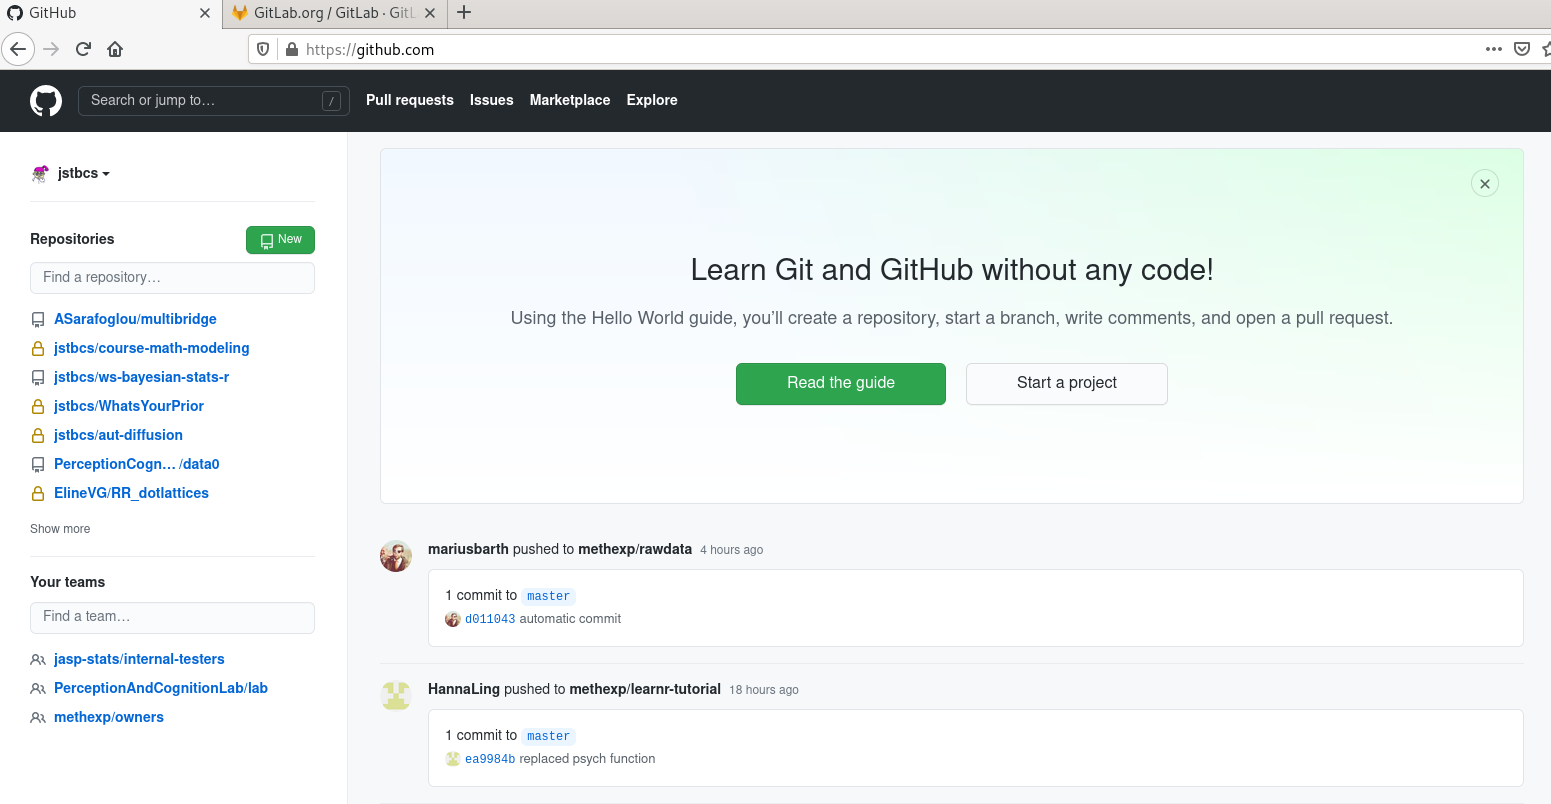 GitHub
GitLab.org / GitLab · GitL
https://github.com
Search or jump to…
/
Pull requests
Issues
Marketplace
Explore
jstbcs
Repositories
New
Find a repository…
ASarafoglou/multibridge
jstbcs/course-math-modeling
jstbcs/ws-bayesian-stats-r
jstbcs/WhatsYourPrior
jstbcs/aut-diffusion
PerceptionCogn… /data0
ElineVG/RR_dotlattices
Show more
Your teams
Find a team…
jasp-stats/internal-testers
PerceptionAndCognitionLab/lab
methexp/owners
Learn Git and GitHub without any code!
Using the Hello World guide, you’ll create a repository, start a branch, write comments, and open a pull request.
Read the guide
Start a project
mariusbarth pushed to methexp/rawdata 4 hours ago
1 commit to master
d011043 automatic commit
HannaLing pushed to methexp/learnr-tutorial 18 hours ago
1 commit to master
ea9984b replaced psych function